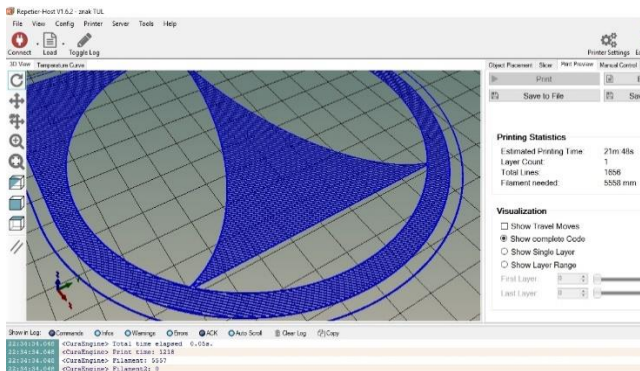 Repetier-Host V1.6.2 - znak TUL
File View Config Printer Server Tools Help
Connect Load Toggle Log Printer Settings
3D View Temperature Curve Object Placement Slicer Print Preview Manual Control
Print
Save to File
Printing Statistics
Estimated Printing Time: 21m:48s
Layer Count: 1
Total Lines: 1656
Filament needed: 5558 mm
Visualization
Show Travel Moves
Show complete Code
Show Single Layer
Show Layer Range
First Layer 0
Last Layer 0
Show in Log: Commands Infos Warnings Errors ACK Auto Scroll Clear Log Copy
22:34:34.048 <CuraEngine> Total time elapsed 0.05s.
22:34:34.048 <CuraEngine> Print time: 1218
22:34:34.048 <CuraEngine> Filament: 5557
22:34:34.048 <CuraEngine> Filament2: 0